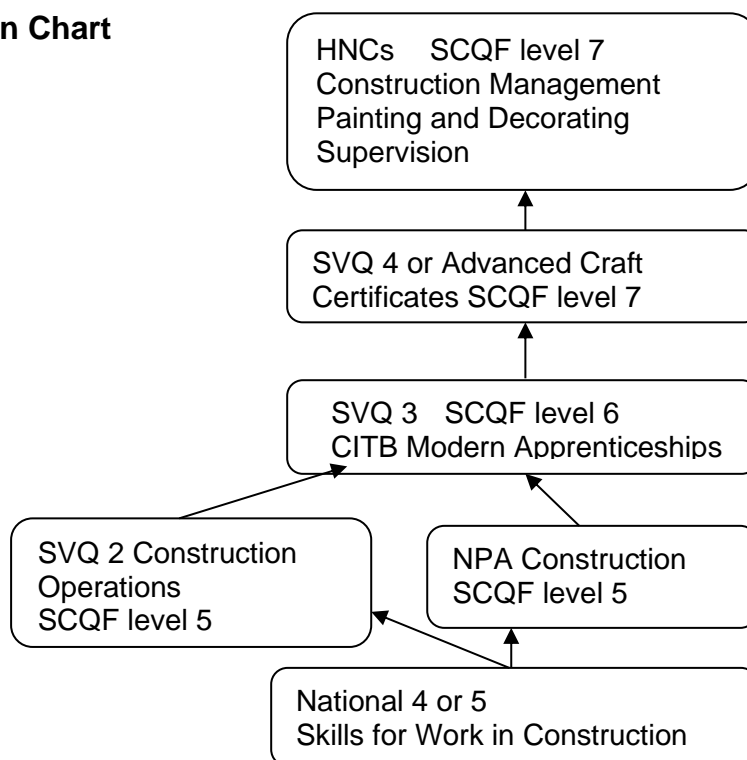 n Chart
HNCs SCQF level 7
Construction Management
Painting and Decorating
Supervision
SVQ 4 or Advanced Craft
Certificates SCQF level 7
SVQ 3 SCQF level 6
CITB Modern Apprenticeships
SVQ 2 Construction
Operations
SCQF level 5
NPA Construction
SCQF level 5
National 4 or 5
Skills for Work in Construction